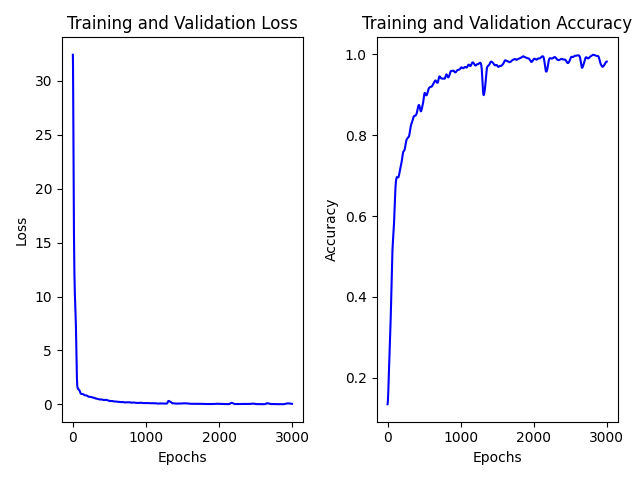 Training and Validation Loss
30
25
20
15
10
5
0
Loss
0 1000 2000 3000
Epochs
Training and Validation Accuracy
1.0
0.8
0.6
0.4
0.2
Accuracy
0 1000 2000 3000
Epochs